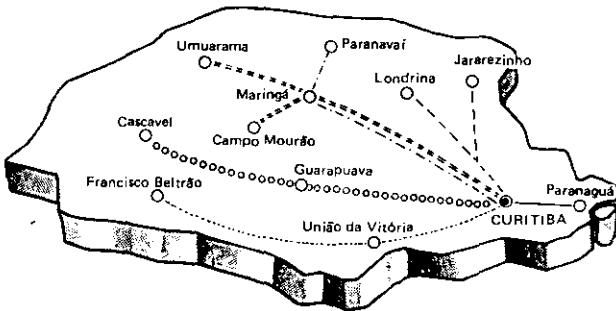 Umuarama
Paranavaí
Jararezinho
Londrina
Maringá
Cascavel
Campo Mourão
Guarapuava
Francisco Beltrão
Paranaguá
CURITIBA
União da Vitória